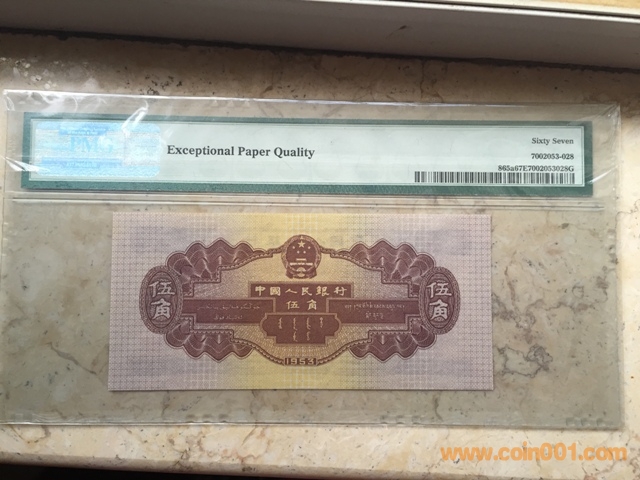 Exceptional Paper Quality
Sixty Seven
7002053-028
865a67E7002053028G
中國人民銀行
伍角
伍角
伍角
1953
www.coin001.com